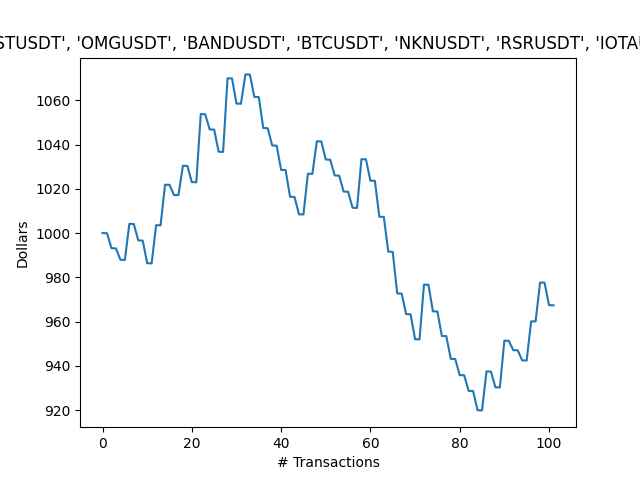 STUSDT', 'OMGUSDT', 'BANDUSDT', 'BTCUSDT', 'NKNUSDT', 'RSRUSDT', 'IOTAU
1060
1040
1020
1000
980
960
940
920
Dollars
0 20 40 60 80 100
# Transactions